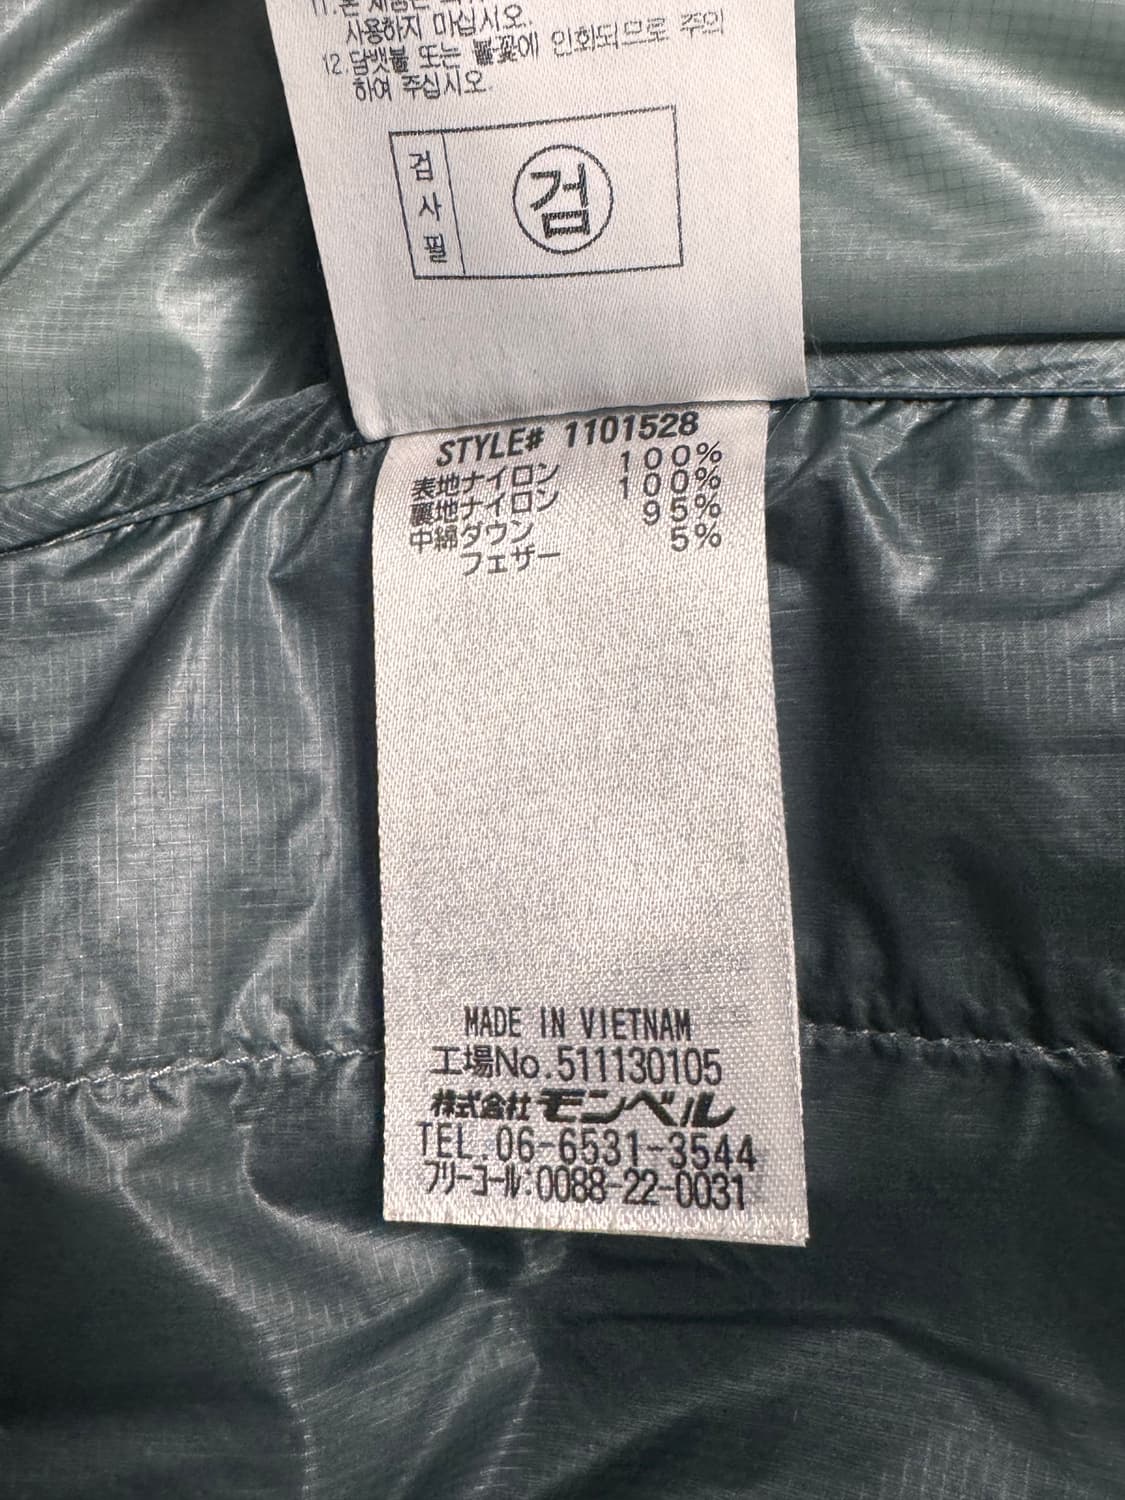 사용하지 마십시오.
12.담뱃불 또는 불꽃에 인화되므로 주의
하여 주십시오.
검사필
검
STYLE# 1101528
表地ナイロン 100%
裏地ナイロン 100%
中綿ダウン 95%
フェザー 5%
MADE IN VIETNAM
工場No.511130105
株式会社モンベル
TEL.06-6531-3544
フリーコール:0088-22-0031